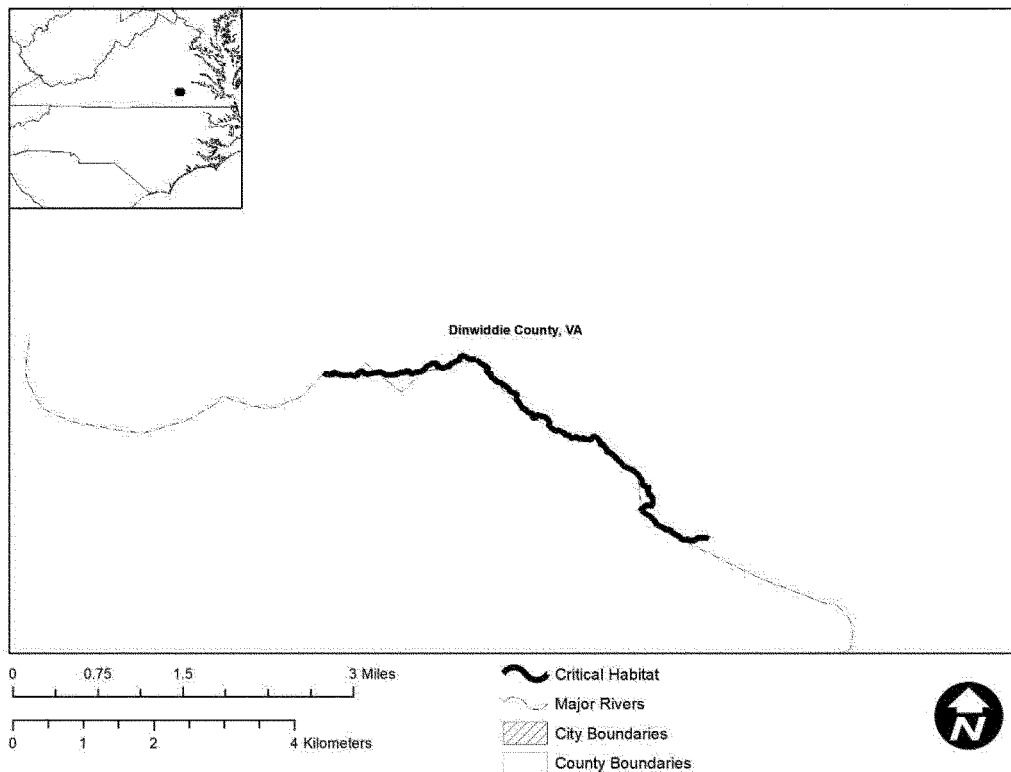 Dinwiddie County, VA
0 0.75 1.5 3 Miles
0 1 2 4 Kilometers
Critical Habitat
Major Rivers
City Boundaries
County Boundaries
N